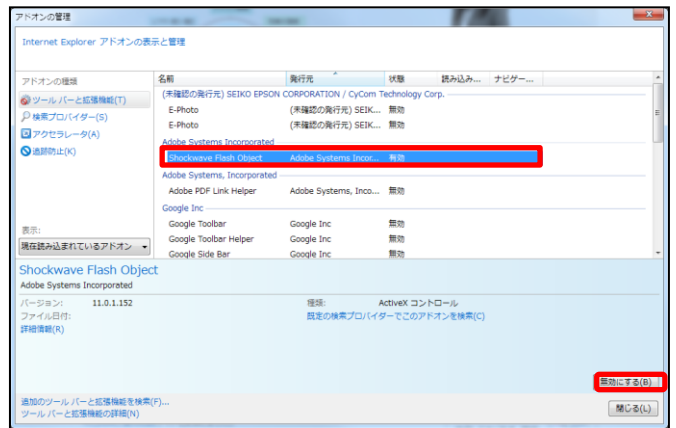 アドオンの管理
Internet Explorer アドオンの表示と管理
アドオンの種類
ツール バーと拡張機能(T)
検索プロバイダー(S)
アクセラレータ(A)
追跡防止(K)
表示:
現在読み込まれているアドオン
名前 発行元 状態 読み込み... ナビゲー...
(未確認の発行元) SEIKO EPSON CORPORATION / CyCom Technology Corp.
E-Photo (未確認の発行元) SEIK... 無効
E-Photo (未確認の発行元) SEIK... 無効
Adobe Systems Incorporated
Shockwave Flash Object Adobe Systems Incor... 有効
Adobe Systems, Incorporated
Adobe PDF Link Helper Adobe Systems, Inco... 無効
Google Inc
Google Toolbar Google Inc 無効
Google Toolbar Helper Google Inc 無効
Google Side Bar Google Inc 無効
Shockwave Flash Object
Adobe Systems Incorporated
バージョン: 11.0.1.152
ファイル日付:
詳細情報(R)
種類: ActiveX コントロール
既定の検索プロバイダーでこのアドオンを検索(C)
無効にする(B)
追加のツール バーと拡張機能を検索(F)...
ツール バーと拡張機能の詳細(N)
閉じる(L)